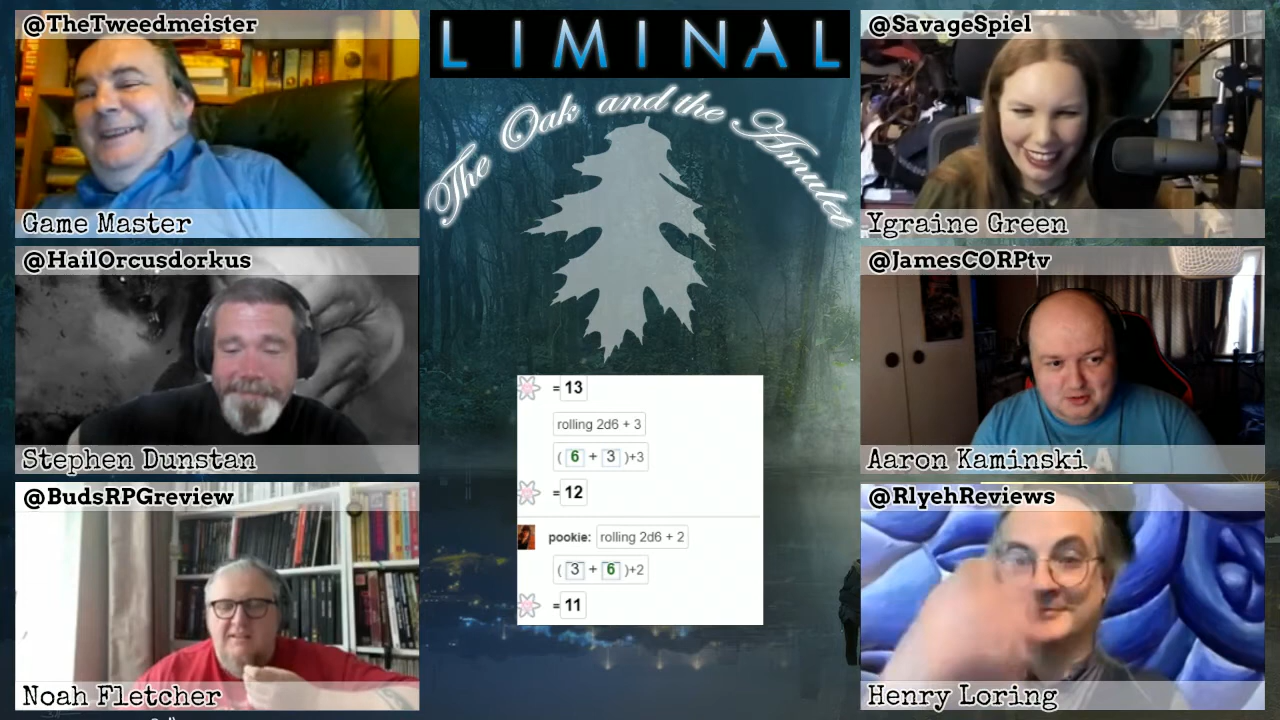 @TheTweedmeister
Game Master
@HailOrcusdorkus
Stephen Dunstan
@BudsRPGreview
Noah Fletcher
LIMINAL
The Oak and the Amulet
= 13
rolling 2d6 + 3
( 6 + 3 )+3
= 12
pookie: rolling 2d6 + 2
( 3 + 6 )+2
= 11
@SavageSpiel
Ygraine Green
@JamesCORPtv
Aaron Kaminski
@RlyehReviews
Henry Loring